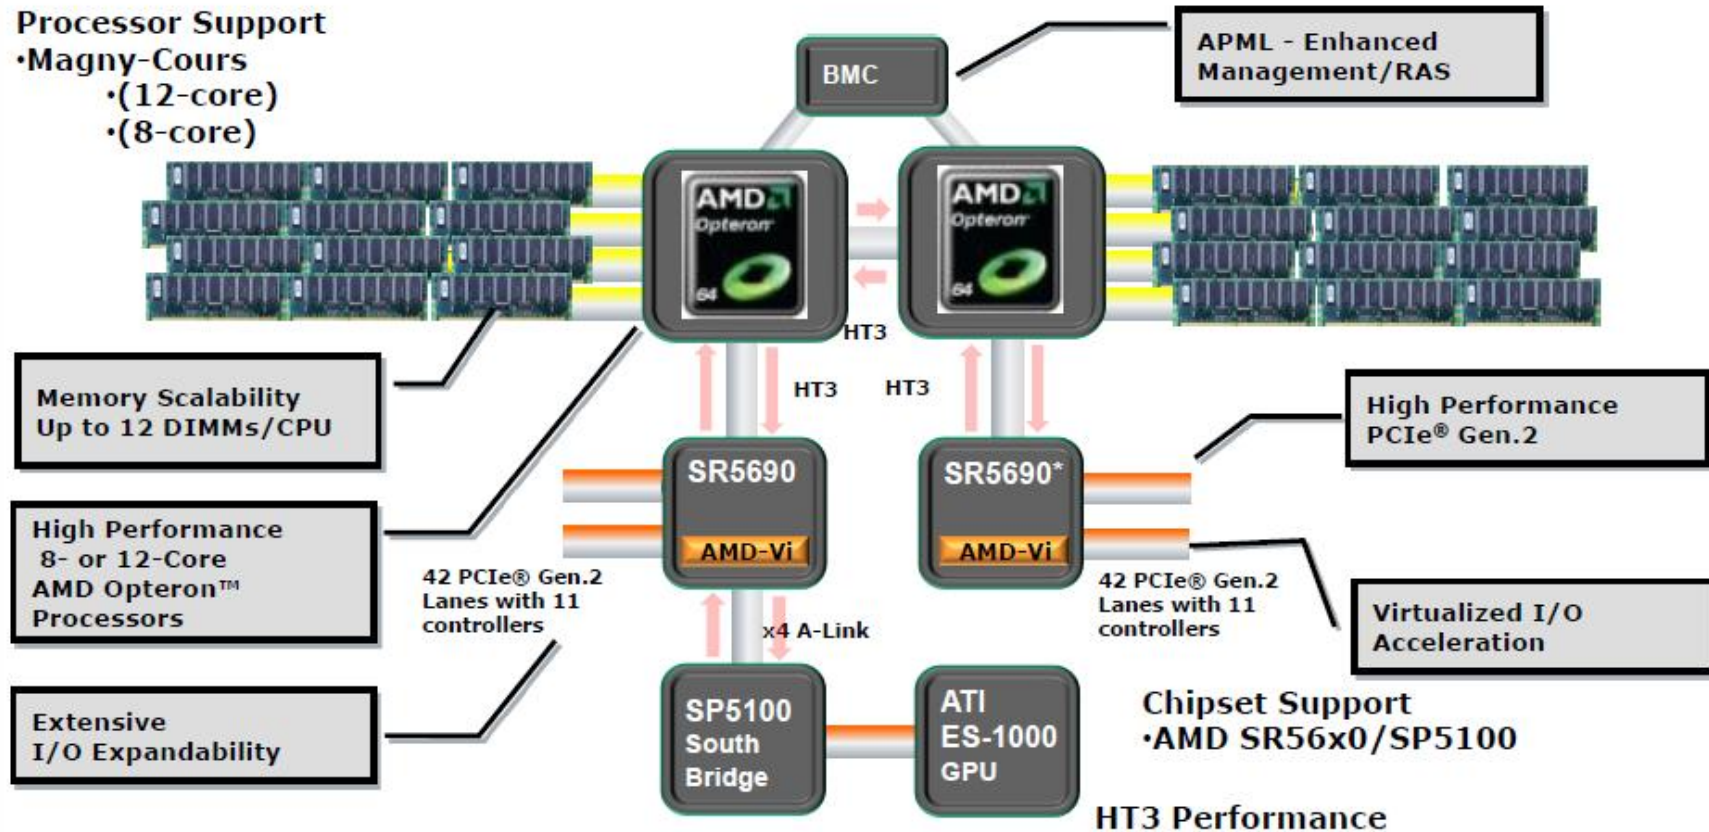 Processor Support
•Magny-Cours
•(12-core)
•(8-core)
BMC
APML - Enhanced
Management/RAS
AMD
Opteron™
64
AMD
Opteron™
64
HT3
HT3
HT3
Memory Scalability
Up to 12 DIMMs/CPU
High Performance
8- or 12-Core
AMD Opteron™
Processors
Extensive
I/O Expandability
SR5690
AMD-Vi
42 PCIe® Gen.2
Lanes with 11
controllers
x4 A-Link
SR5690*
AMD-Vi
42 PCIe® Gen.2
Lanes with 11
controllers
High Performance
PCIe® Gen.2
Virtualized I/O
Acceleration
SP5100
South
Bridge
ATI
ES-1000
GPU
Chipset Support
•AMD SR56x0/SP5100
HT3 Performance